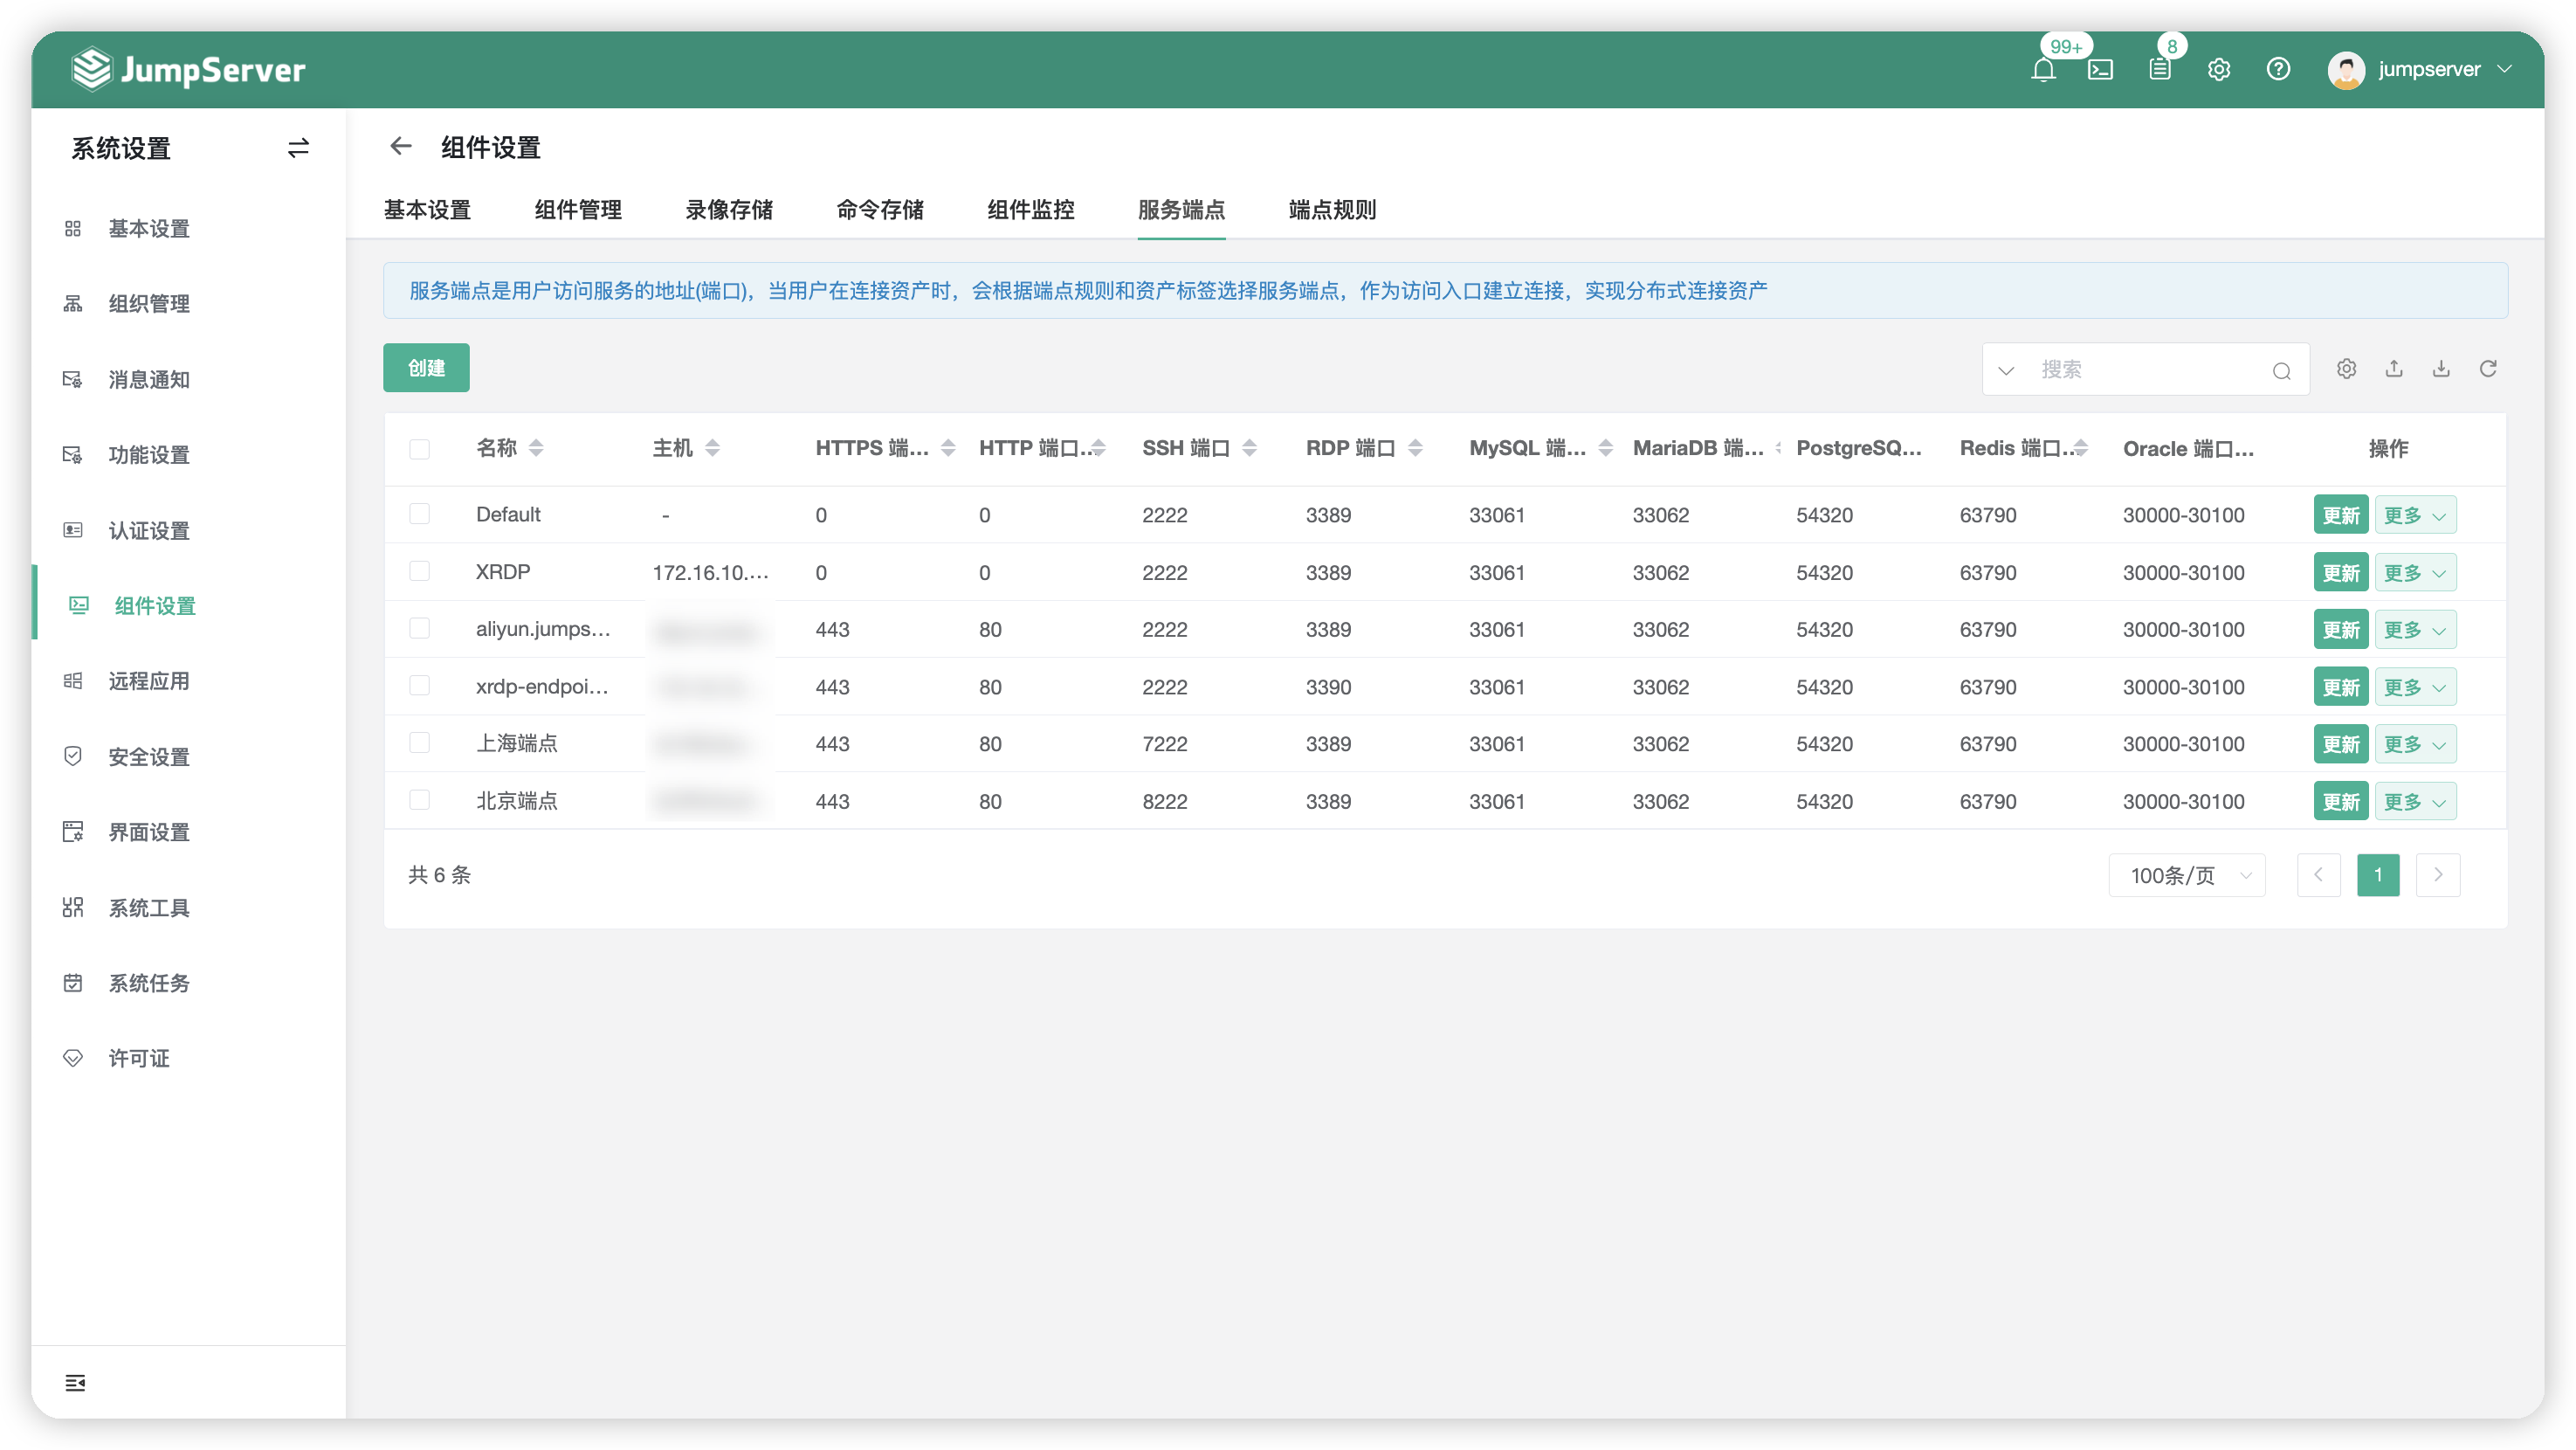 JumpServer
99+
8
jumpserver
系统设置
基本设置
组织管理
消息通知
功能设置
认证设置
组件设置
远程应用
安全设置
界面设置
系统工具
系统任务
许可证
组件设置
基本设置 组件管理 录像存储 命令存储 组件监控 服务端点 端点规则
服务端点是用户访问服务的地址(端口)，当用户在连接资产时，会根据端点规则和资产标签选择服务端点，作为访问入口建立连接，实现分布式连接资产
创建
搜索
名称 主机 HTTPS 端... HTTP 端口... SSH 端口 RDP 端口 MySQL 端... MariaDB 端... PostgreSQ... Redis 端口... Oracle 端口... 操作
Default - 0 0 2222 3389 33061 33062 54320 63790 30000-30100 更新 更多
XRDP 172.16.10.... 0 0 2222 3389 33061 33062 54320 63790 30000-30100 更新 更多
aliyun.jumps... 443 80 2222 3389 33061 33062 54320 63790 30000-30100 更新 更多
xrdp-endpoi... 443 80 2222 3390 33061 33062 54320 63790 30000-30100 更新 更多
上海端点 443 80 7222 3389 33061 33062 54320 63790 30000-30100 更新 更多
北京端点 443 80 8222 3389 33061 33062 54320 63790 30000-30100 更新 更多
共 6 条
100条/页
1